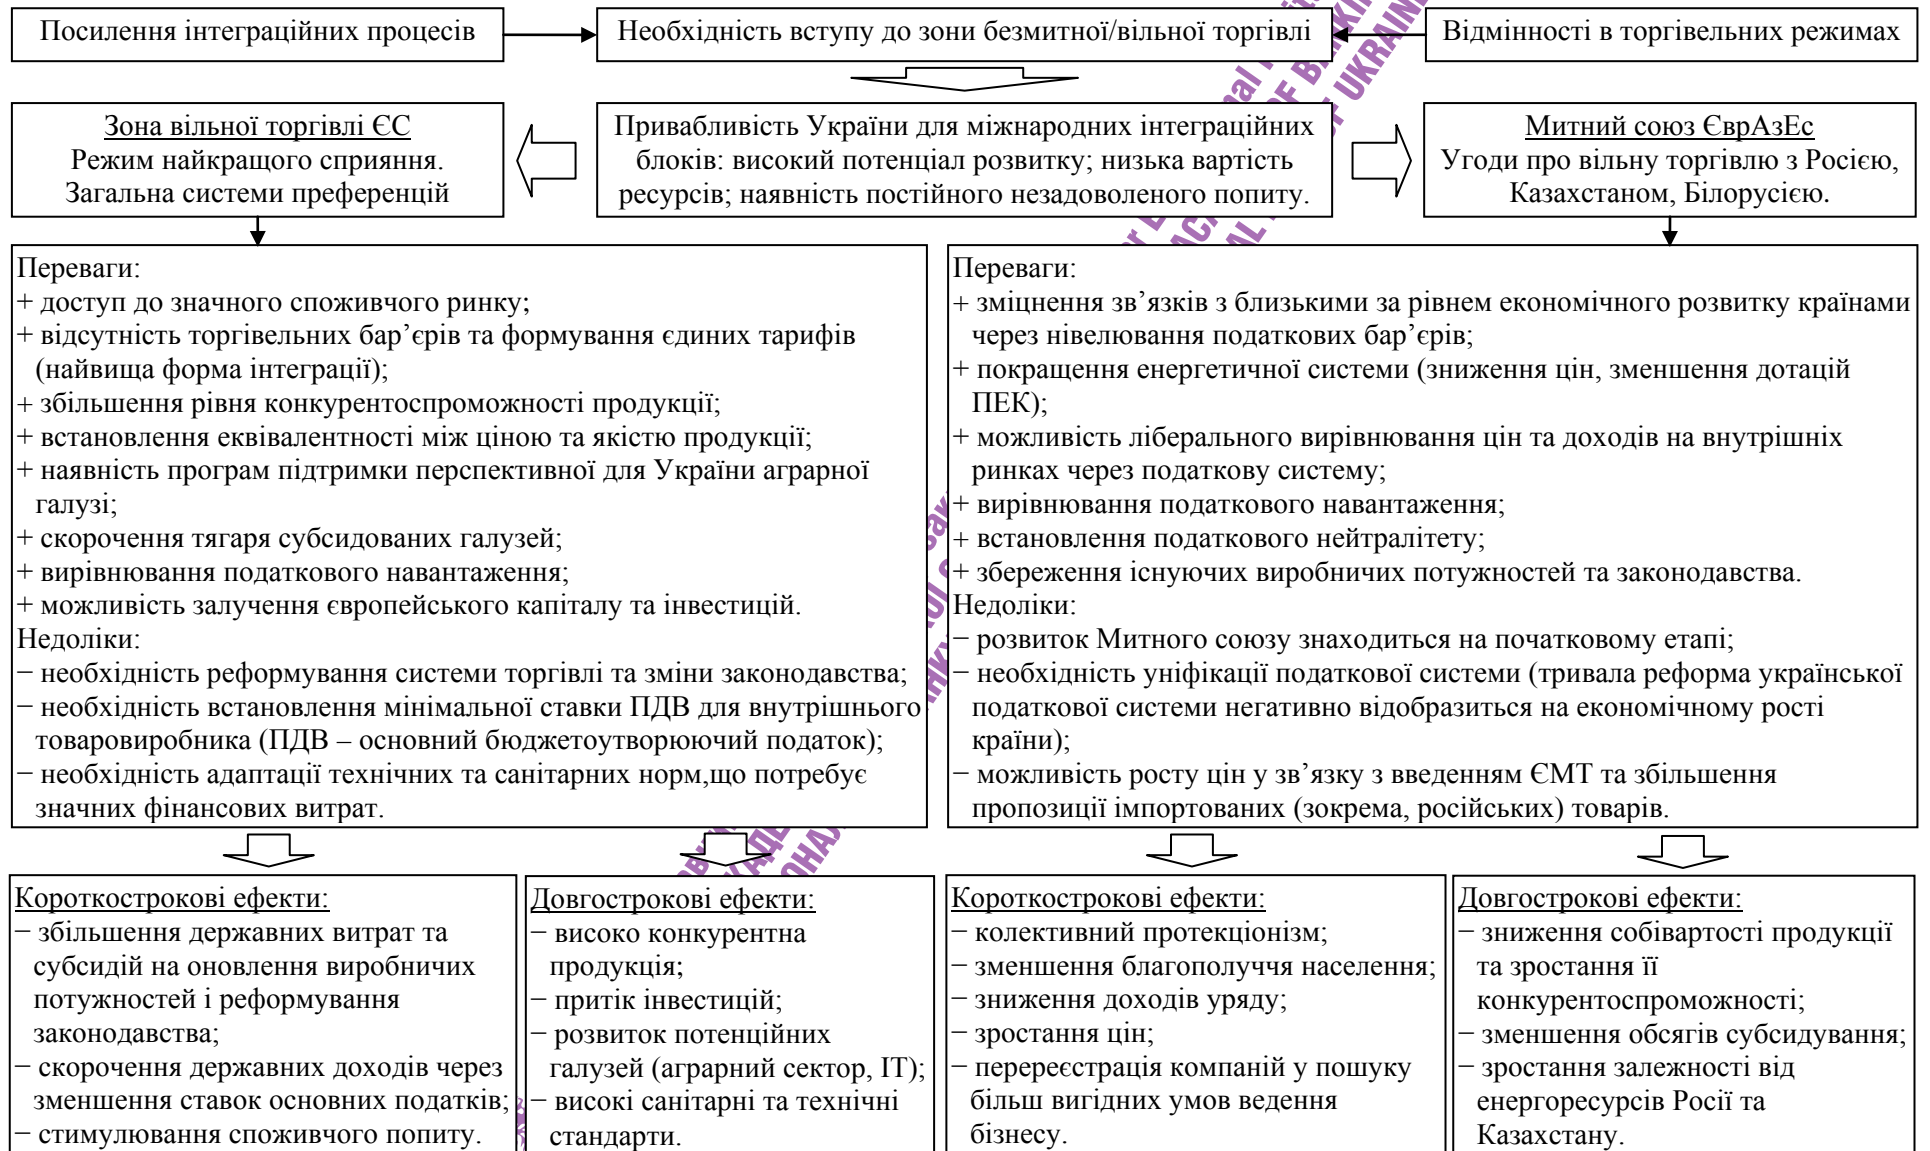 Посилення інтеграційних процесів
Необхідність вступу до зони безмитної/вільної торгівлі
Відмінності в торгівельних режимах
Зона вільної торгівлі ЄС
Режим найкращого сприяння.
Загальна системи преференцій
Привабливість України для міжнародних інтеграційних
блоків: високий потенціал розвитку; низька вартість
ресурсів; наявність постійного незадоволеного попиту.
Митний союз ЄврАзЕс
Угоди про вільну торгівлю з Росією,
Казахстаном, Білорусією.
Переваги:
+ доступ до значного споживчого ринку;
+ відсутність торгівельних бар’єрів та формування єдиних тарифів
(найвища форма інтеграції);
+ збільшення рівня конкурентоспроможності продукції;
+ встановлення еквівалентності між ціною та якістю продукції;
+ наявність програм підтримки перспективної для України аграрної
галузі;
+ скорочення тягаря субсидованих галузей;
+ вирівнювання податкового навантаження;
+ можливість залучення європейського капіталу та інвестицій.
Недоліки:
− необхідність реформування системи торгівлі та зміни законодавства;
− необхідність встановлення мінімальної ставки ПДВ для внутрішнього
товаровиробника (ПДВ – основний бюджетоутворюючий податок);
− необхідність адаптації технічних та санітарних норм,що потребує
значних фінансових витрат.
Переваги:
+ зміцнення зв’язків з близькими за рівнем економічного розвитку країнами
через нівелювання податкових бар’єрів;
+ покращення енергетичної системи (зниження цін, зменшення дотацій
ПЕК);
+ можливість ліберального вирівнювання цін та доходів на внутрішніх
ринках через податкову систему;
+ вирівнювання податкового навантаження;
+ встановлення податкового нейтралітету;
+ збереження існуючих виробничих потужностей та законодавства.
Недоліки:
− розвиток Митного союзу знаходиться на початковому етапі;
− необхідність уніфікації податкової системи (тривала реформа української
податкової системи негативно відобразиться на економічному рості
країни);
− можливість росту цін у зв’язку з введенням ЄМТ та збільшення
пропозиції імпортованих (зокрема, російських) товарів.
Короткострокові ефекти:
− збільшення державних витрат та
субсидій на оновлення виробничих
потужностей і реформування
законодавства;
− скорочення державних доходів через
зменшення ставок основних податків;
− стимулювання споживчого попиту.
Довгострокові ефекти:
− високо конкурентна
продукція;
− притік інвестицій;
− розвиток потенційних
галузей (аграрний сектор, ІТ);
− високі санітарні та технічні
стандарти.
Короткострокові ефекти:
− колективний протекціонізм;
− зменшення благополуччя населення;
− зниження доходів уряду;
− зростання цін;
− перереєстрація компаній у пошуку
більш вигідних умов ведення
бізнесу.
Довгострокові ефекти:
− зниження собівартості продукції
та зростання її
конкурентоспроможності;
− зменшення обсягів субсидування;
− зростання залежності від
енергоресурсів Росії та
Казахстану.